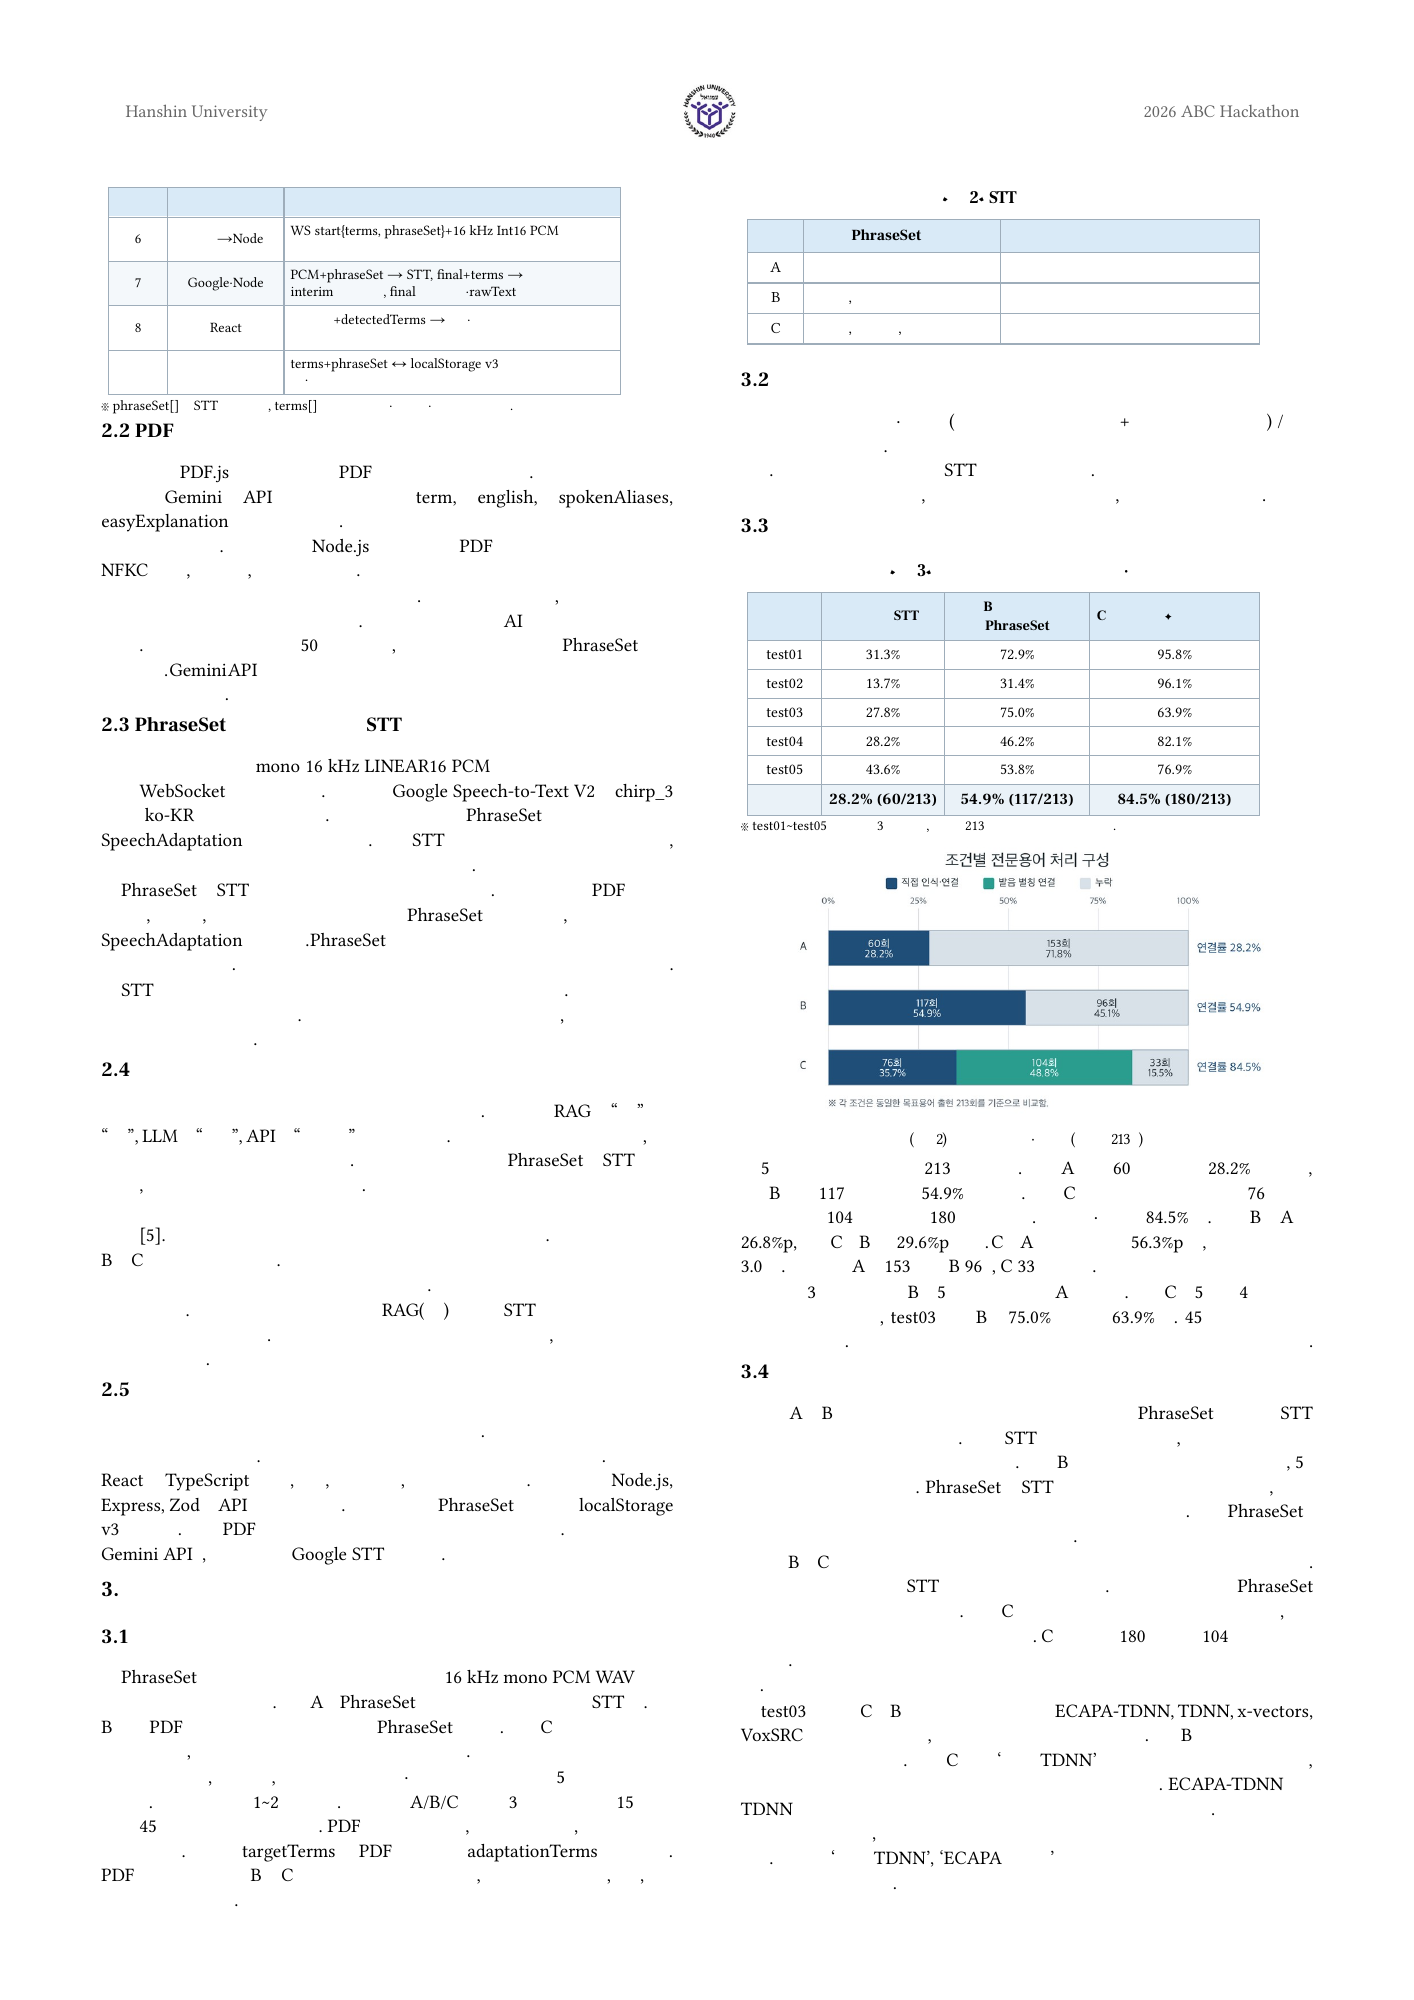 Hanshin University
HANSHIN UNIVERSITY
1940
2026 ABC Hackathon
6 →Node WS start{terms, phraseSet}+16 kHz Int16 PCM
7 Google·Node PCM+phraseSet → STT, final+terms →
interim , final ·rawText
8 React +detectedTerms → ·
terms+phraseSet ↔ localStorage v3
·
※ phraseSet[] STT , terms[] · · .
2.2 PDF
PDF.js PDF .
Gemini API term, english, spokenAliases,
easyExplanation .
. Node.js PDF
NFKC , , .
. ,
. AI
. 50 , PhraseSet
.GeminiAPI
.
2.3 PhraseSet STT
mono 16 kHz LINEAR16 PCM
WebSocket . Google Speech-to-Text V2 chirp_3
ko-KR PhraseSet
SpeechAdaptation . STT ,
.
PhraseSet STT . PDF
, , PhraseSet ,
SpeechAdaptation .PhraseSet
. .
STT .
. ,
.
2.4
. RAG “ ”
“ ”, LLM “ ”, API “ ” . ,
. PhraseSet STT
, .
[5]. .
B C .
.
. RAG( ) STT
. ,
.
2.5
.
. .
React TypeScript , , , . Node.js,
Express, Zod API . PhraseSet localStorage
v3 . PDF .
Gemini API , Google STT .
3.
3.1
PhraseSet 16 kHz mono PCM WAV
. A PhraseSet STT .
B PDF PhraseSet . C
, .
, , · 5
. 1~2 . A/B/C 3 15
45 . PDF , ,
. targetTerms PDF adaptationTerms .
PDF B C , , ,
.
2 STT
PhraseSet
A
B ,
C , ,
3.2
· ( + ) /
.
. STT .
, , .
3.3
3 ·
STT B C
PhraseSet
test01 31.3% 72.9% 95.8%
test02 13.7% 31.4% 96.1%
test03 27.8% 75.0% 63.9%
test04 28.2% 46.2% 82.1%
test05 43.6% 53.8% 76.9%
28.2% (60/213) 54.9% (117/213) 84.5% (180/213)
※ test01~test05 3 , 213 .
조건별 전문용어 처리 구성
직접 인식·연결 발음 별칭 연결 누락
0% 25% 50% 75% 100%
A 60회 28.2% 153회 71.8% 연결률 28.2%
B 117회 54.9% 96회 45.1% 연결률 54.9%
C 76회 35.7% 104회 48.8% 33회 15.5% 연결률 84.5%
※ 각 조건은 동일한 목표용어 출현 213회를 기준으로 비교함.
( 2) · ( 213 )
5 213 . A 60 28.2% ,
B 117 54.9% . C 76
104 180 . · 84.5% . B A
26.8%p, C B 29.6%p .C A 56.3%p ,
3.0 . A 153 B 96 , C 33 .
3 B 5 A . C 5 4
, test03 B 75.0% 63.9% . 45
. .
3.4
A B PhraseSet STT
. STT ,
. B , 5
. PhraseSet STT ,
. PhraseSet
.
B C .
STT . PhraseSet
. C ,
. C 180 104
.
.
test03 C B ECAPA-TDNN, TDNN, x-vectors,
VoxSRC , . B
. C ‘ TDNN’ ,
. ECAPA-TDNN
TDNN .
,
. ‘ TDNN’, ‘ECAPA ’
.